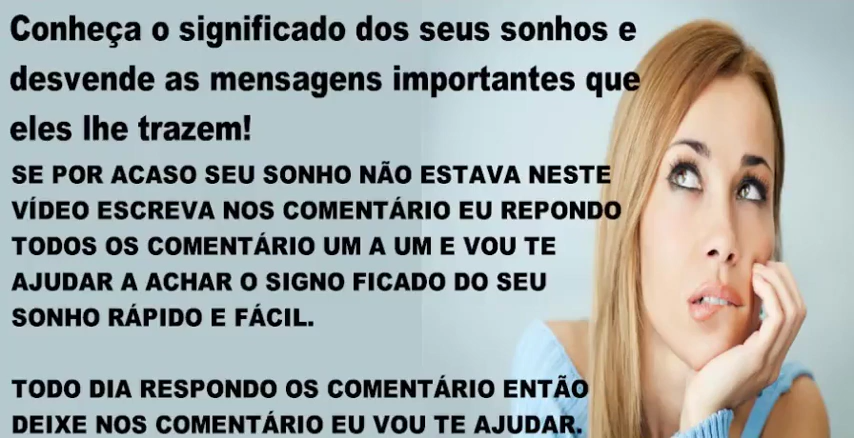 Conheça o significado dos seus sonhos e
desvende as mensagens importantes que
eles lhe trazem!
SE POR ACASO SEU SONHO NÃO ESTAVA NESTE
VÍDEO ESCREVA NOS COMENTÁRIO EU REPONDO
TODOS OS COMENTÁRIO UM A UM E VOU TE
AJUDAR A ACHAR O SIGNO FICADO DO SEU
SONHO RÁPIDO E FÁCIL.
TODO DIA RESPONDO OS COMENTÁRIO ENTÃO
DEIXE NOS COMENTÁRIO EU VOU TE AJUDAR.